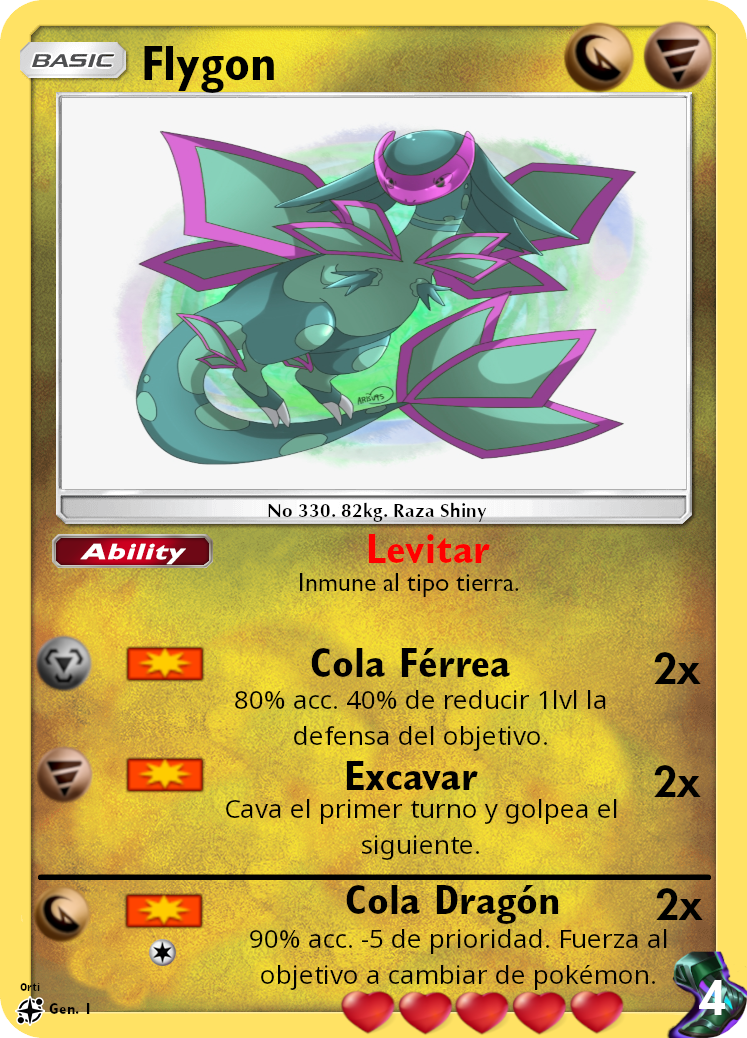 BASIC
Flygon
ARIS
No 330. 82kg. Raza Shiny
Ability
Levitar
Inmune al tipo tierra.
Cola Férrea
2x
80% acc. 40% de reducir 1lvl la
defensa del objetivo.
Excavar
2x
Cava el primer turno y golpea el
siguiente.
Cola Dragón
2x
90% acc. -5 de prioridad. Fuerza al
objetivo a cambiar de pokémon.
4
Orti
Gen. 1